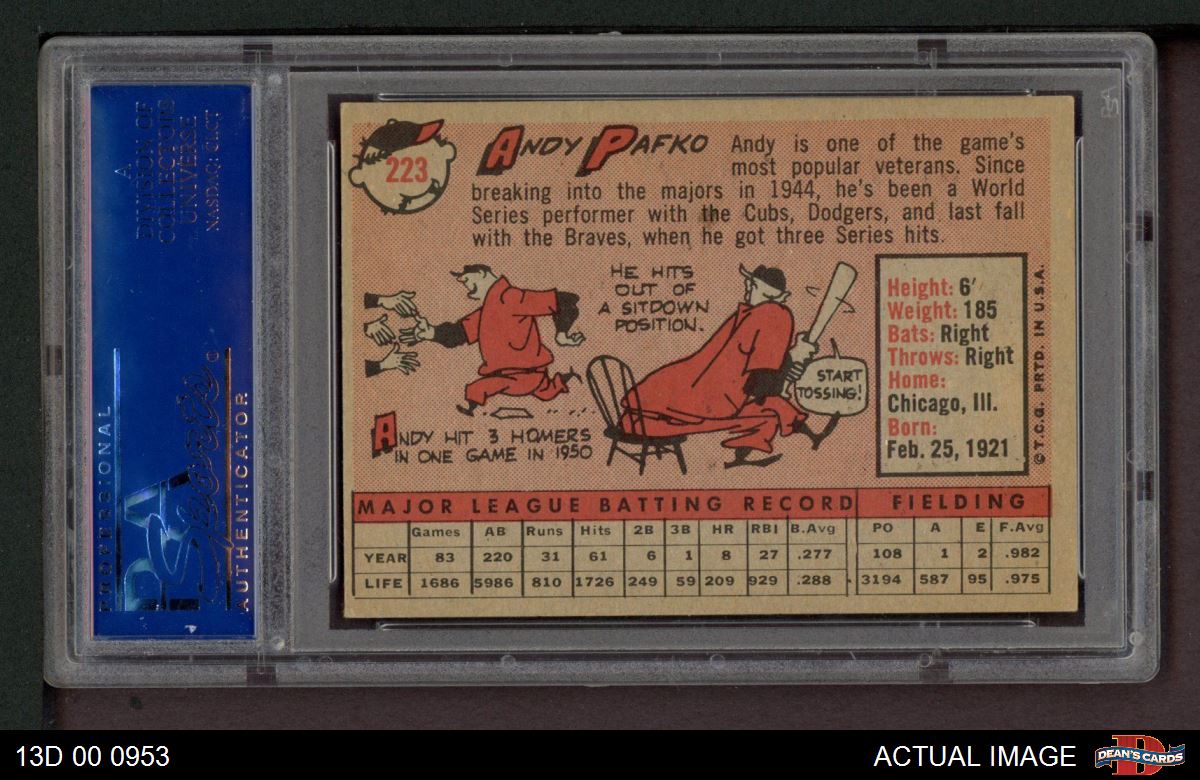 A
DIVISION OF
COLLECTORS
UNIVERSE
NASDAQ: CLCT
PSA
Sports
PROFESSIONAL
AUTHENTICATOR
223
ANDY PAFKO
Andy is one of the game's
most popular veterans. Since
breaking into the majors in 1944, he's been a World
Series performer with the Cubs, Dodgers, and last fall
with the Braves, when he got three Series hits.
HE HITS
OUT OF
A SITDOWN
POSITION.
START
TOSSING!
ANDY HIT 3 HOMERS
IN ONE GAME IN 1950
Height: 6'
Weight: 185
Bats: Right
Throws: Right
Home:
Chicago, Ill.
Born:
Feb. 25, 1921
© T.C.G. PRTD. IN U.S.A.
MAJOR LEAGUE BATTING RECORD FIELDING
Games AB Runs Hits 2B 3B HR RBI B.Avg PO A E F.Avg
YEAR 83 220 31 61 6 1 8 27 .277 108 1 2 .982
LIFE 1686 5986 810 1726 249 59 209 929 .288 3194 587 95 .975
13D 00 0953
ACTUAL IMAGE
D
DEAN'S CARDS